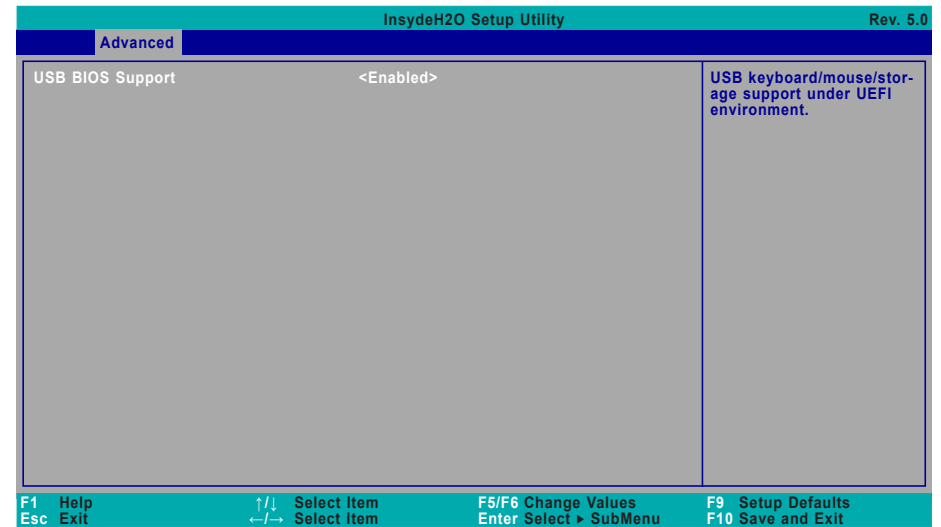 InsydeH2O Setup Utility Rev. 5.0
Advanced
USB BIOS Support <Enabled>
USB keyboard/mouse/stor-
age support under UEFI
environment.
F1 Help ↑/↓ Select Item F5/F6 Change Values F9 Setup Defaults
Esc Exit ←/→ Select Item Enter Select ▶ SubMenu F10 Save and Exit